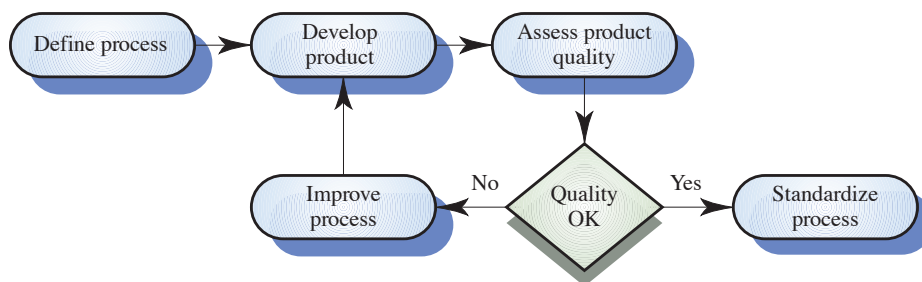 Define process
Develop
product
Assess product
quality
Improve
process
No
Quality
OK
Yes
Standardize
process